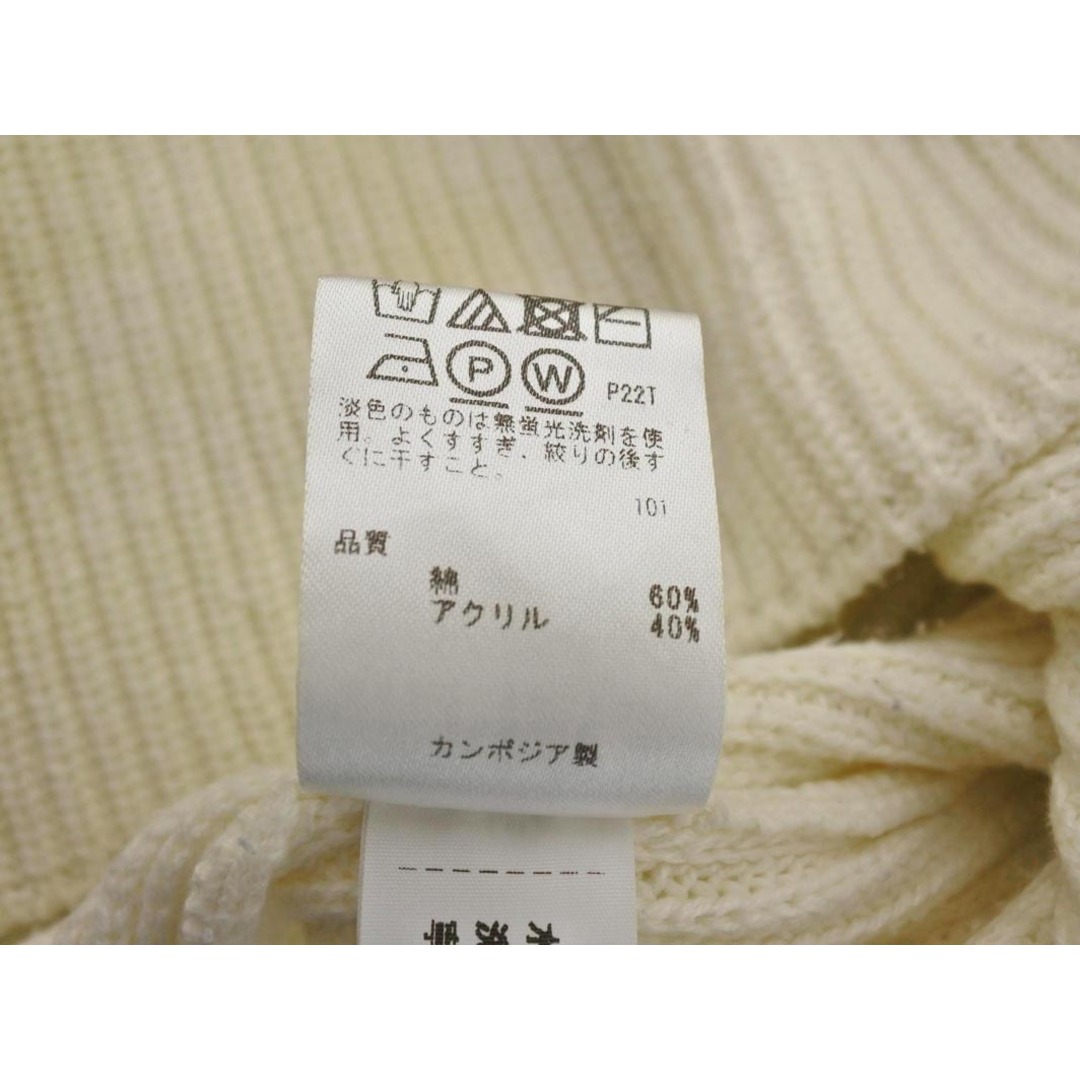 P
W
P22T
淡色のものは無蛍光洗剤を使
用。よくすすぎ、絞りの後す
ぐに干すこと。
101
品質
綿 60%
アクリル 40%
カンボジア製